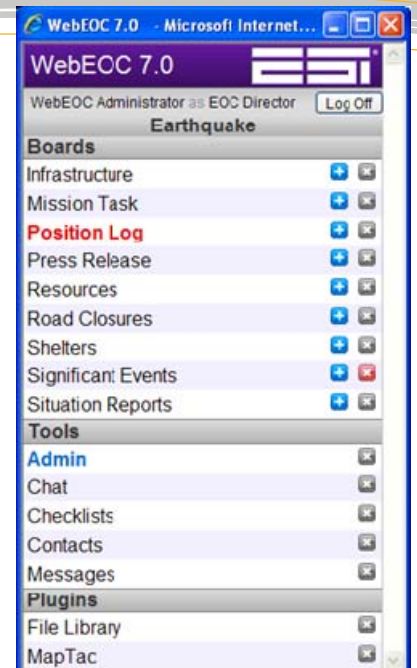 WebEOC 7.0 - Microsoft Internet...
WebEOC 7.0
ESi
WebEOC Administrator as EOC Director Log Off
Earthquake
Boards
Infrastructure
Mission Task
Position Log
Press Release
Resources
Road Closures
Shelters
Significant Events
Situation Reports
Tools
Admin
Chat
Checklists
Contacts
Messages
Plugins
File Library
MapTac